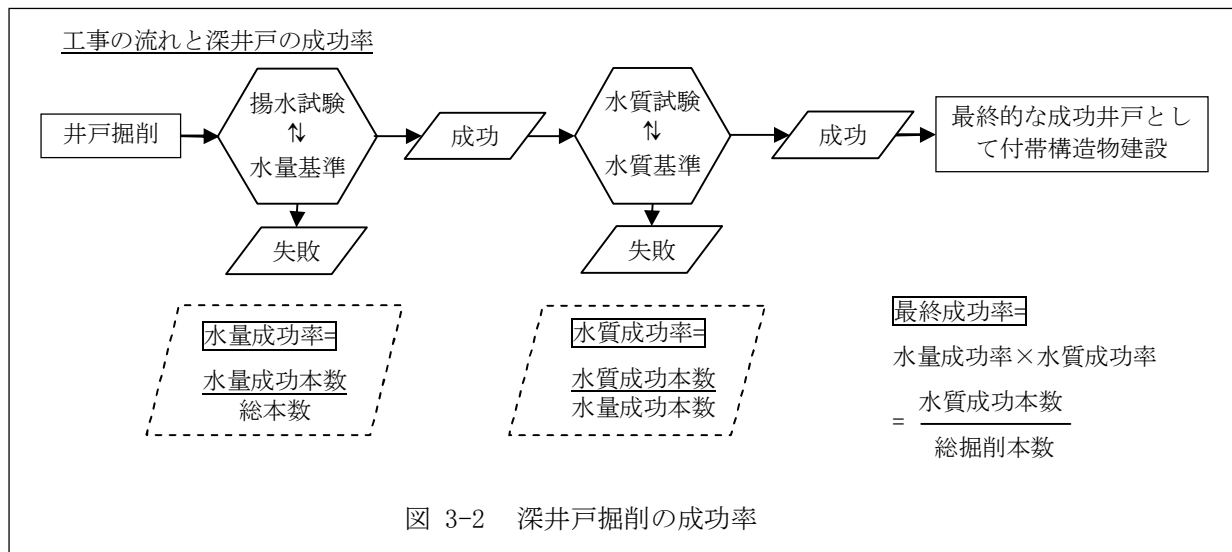 工事の流れと深井戸の成功率
井戸掘削
揚水試験
⇅
水量基準
成功
水質試験
⇅
水質基準
成功
最終的な成功井戸とし
て付帯構造物建設
失敗
失敗
水量成功率=
水量成功本数
総本数
水質成功率=
水質成功本数
水量成功本数
最終成功率=
水量成功率×水質成功率
= 水質成功本数
総掘削本数
図 3-2 深井戸掘削の成功率